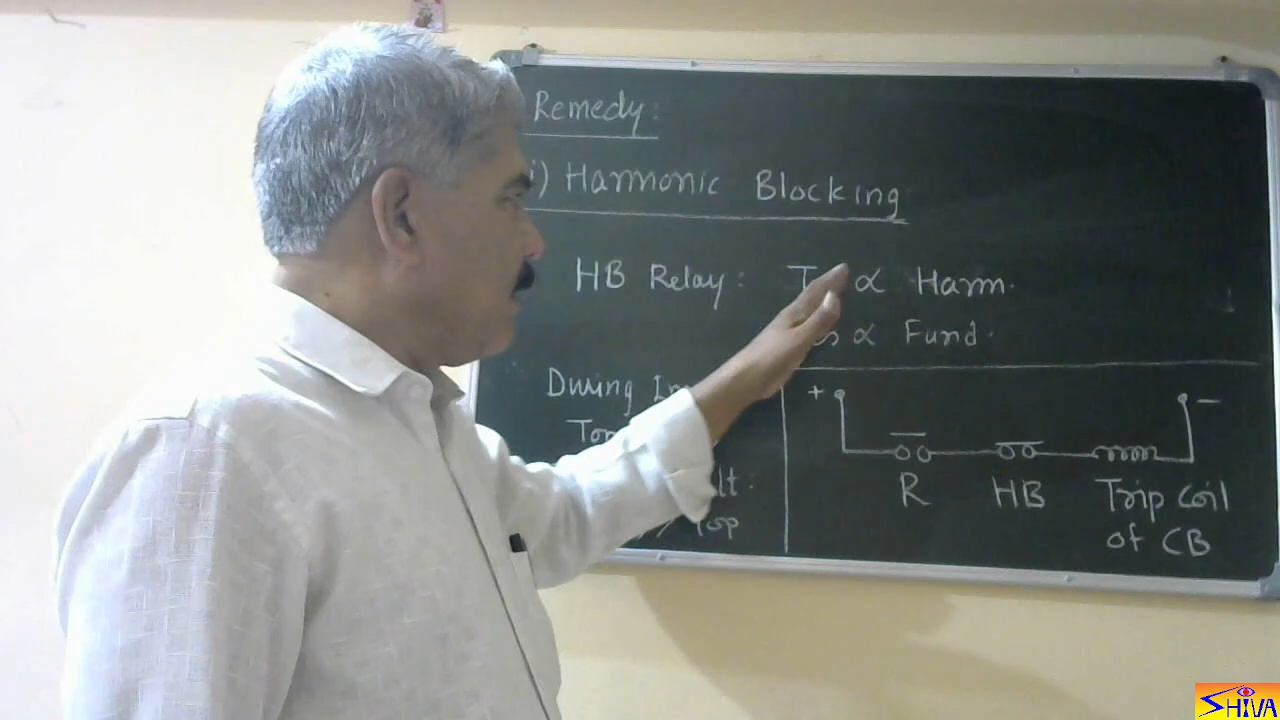 Remedy:
i) Harmonic Blocking
HB Relay: ∝ Harm.
∝ Fund.
During
+ −
R HB Trip Coil
of CB
SHIVA